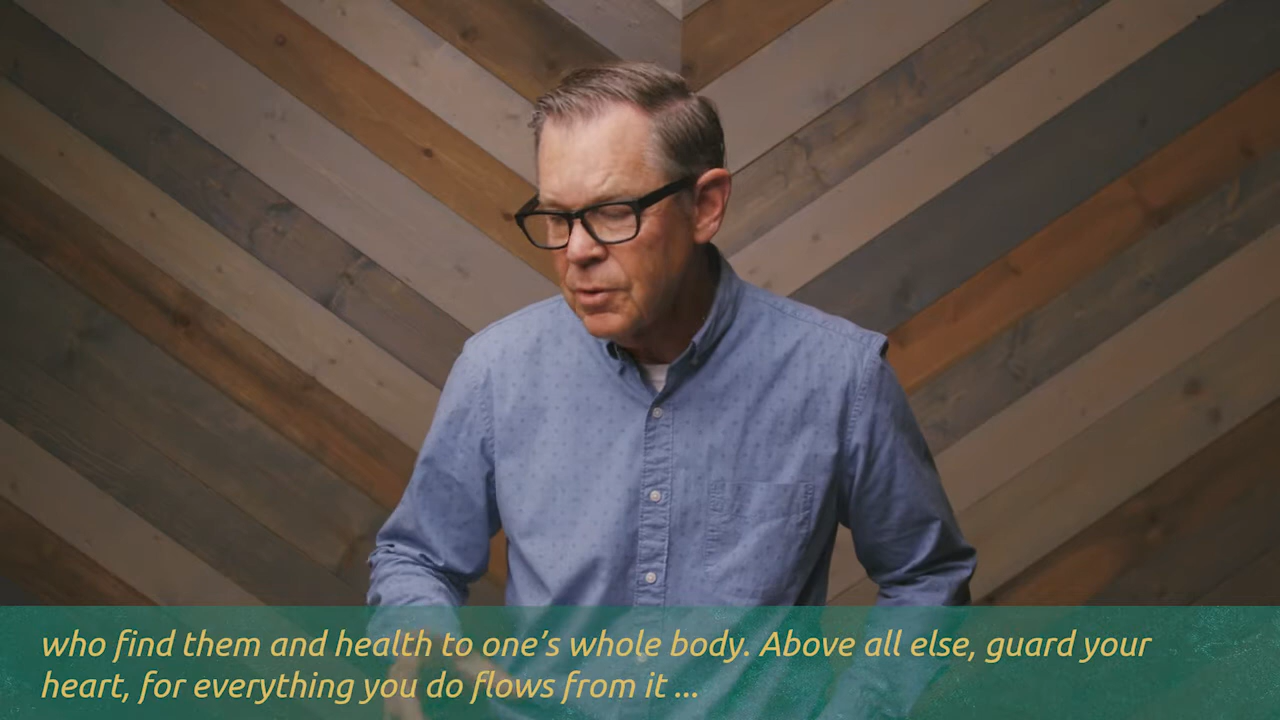 who find them and health to one’s whole body. Above all else, guard your
heart, for everything you do flows from it ...